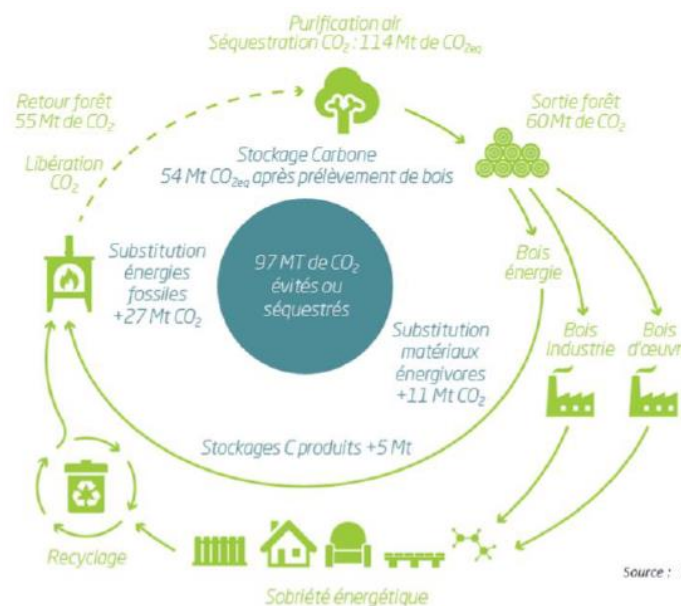 Purification air
Séquestration CO₂ : 114 Mt de CO₂eq
Retour forêt
55 Mt de CO₂
Sortie forêt
60 Mt de CO₂
Libération
CO₂
Stockage Carbone
54 Mt CO₂eq après prélèvement de bois
Substitution
énergies
fossiles
+27 Mt CO₂
97 MT de CO₂
évités ou
séquestrés
Bois
énergie
Substitution
matériaux
énergivores
+11 Mt CO₂
Bois
Industrie
Bois
d'œuvr
Stockages C produits +5 Mt
Recyclage
Sobriété énergétique
Source :